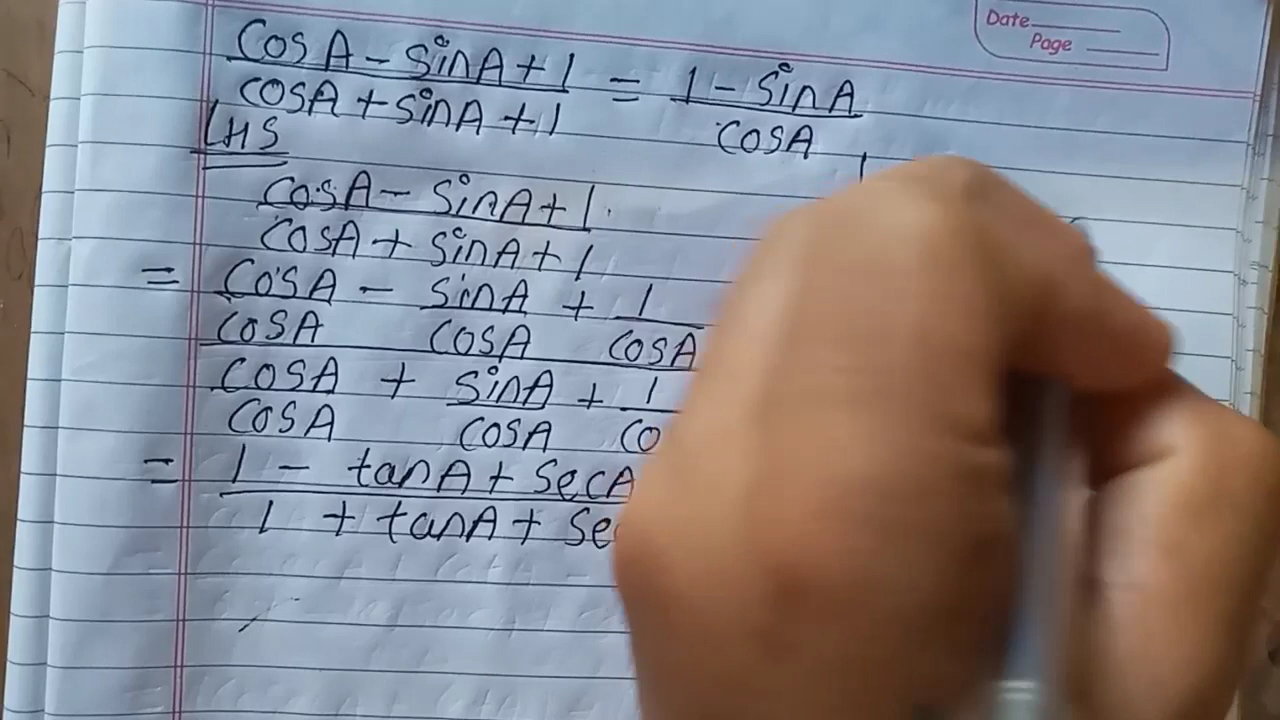 Date
Page
cosA - sinA + 1 = 1 - sinA
cosA + sinA + 1 cosA
LHS
cosA - sinA + 1
cosA + sinA + 1
= cosA - sinA + 1
cosA cosA cosA
cosA + sinA + 1
cosA cosA
= 1 - tanA + secA
1 + tanA +